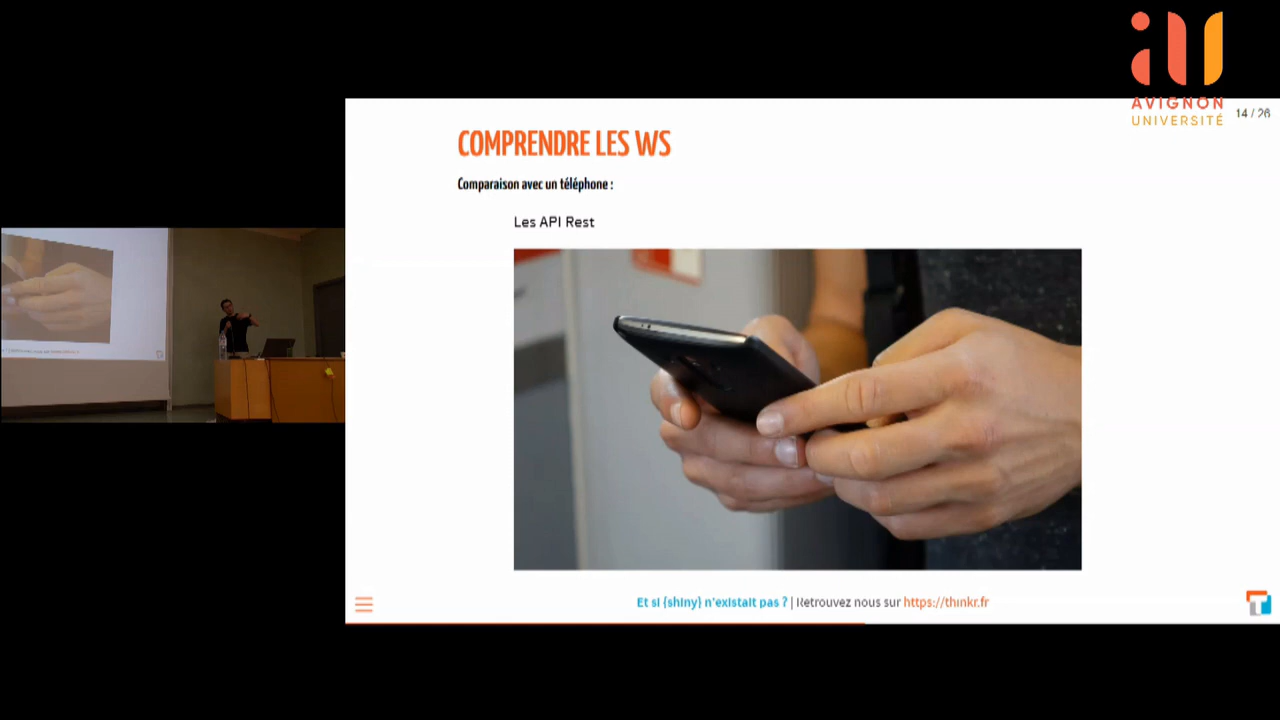 AVIGNON
UNIVERSITÉ
14 / 26
COMPRENDRE LES WS
Comparaison avec un téléphone :
Les API Rest
Et si {shiny} n'existait pas ? | Retrouvez nous sur https://thinkr.fr